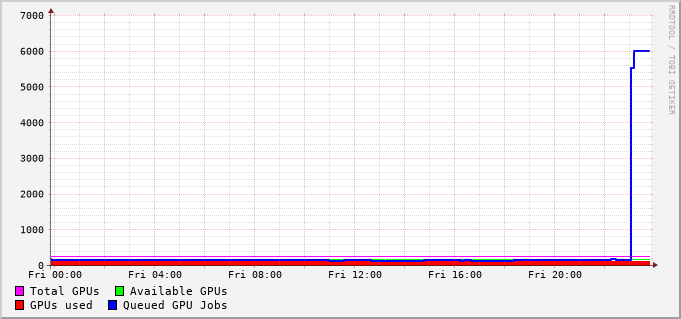 7000
6000
5000
4000
3000
2000
1000
0
Fri 00:00 Fri 04:00 Fri 08:00 Fri 12:00 Fri 16:00 Fri 20:00
Total GPUs Available GPUs
GPUs used Queued GPU Jobs
RRDTOOL / TOBI OETIKER